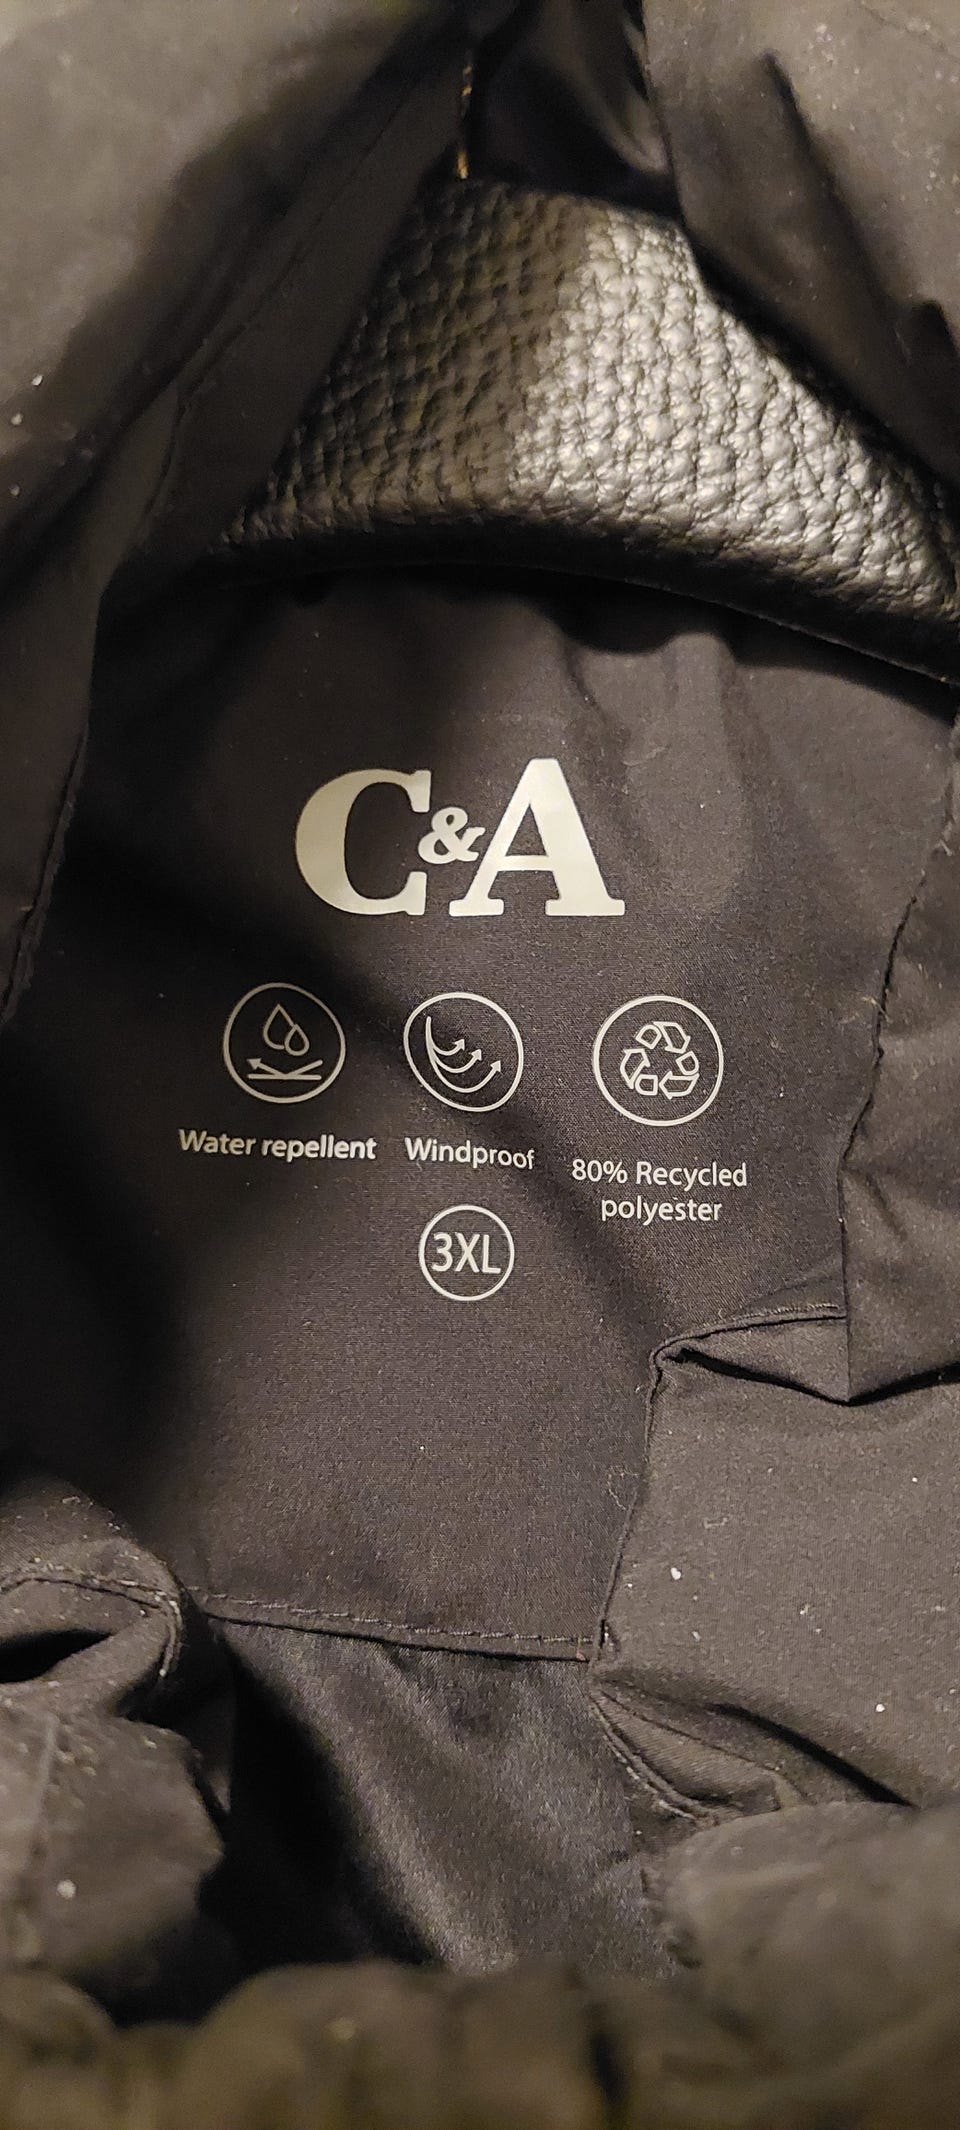 C&A
Water repellent Windproof 80% Recycled
polyester
3XL